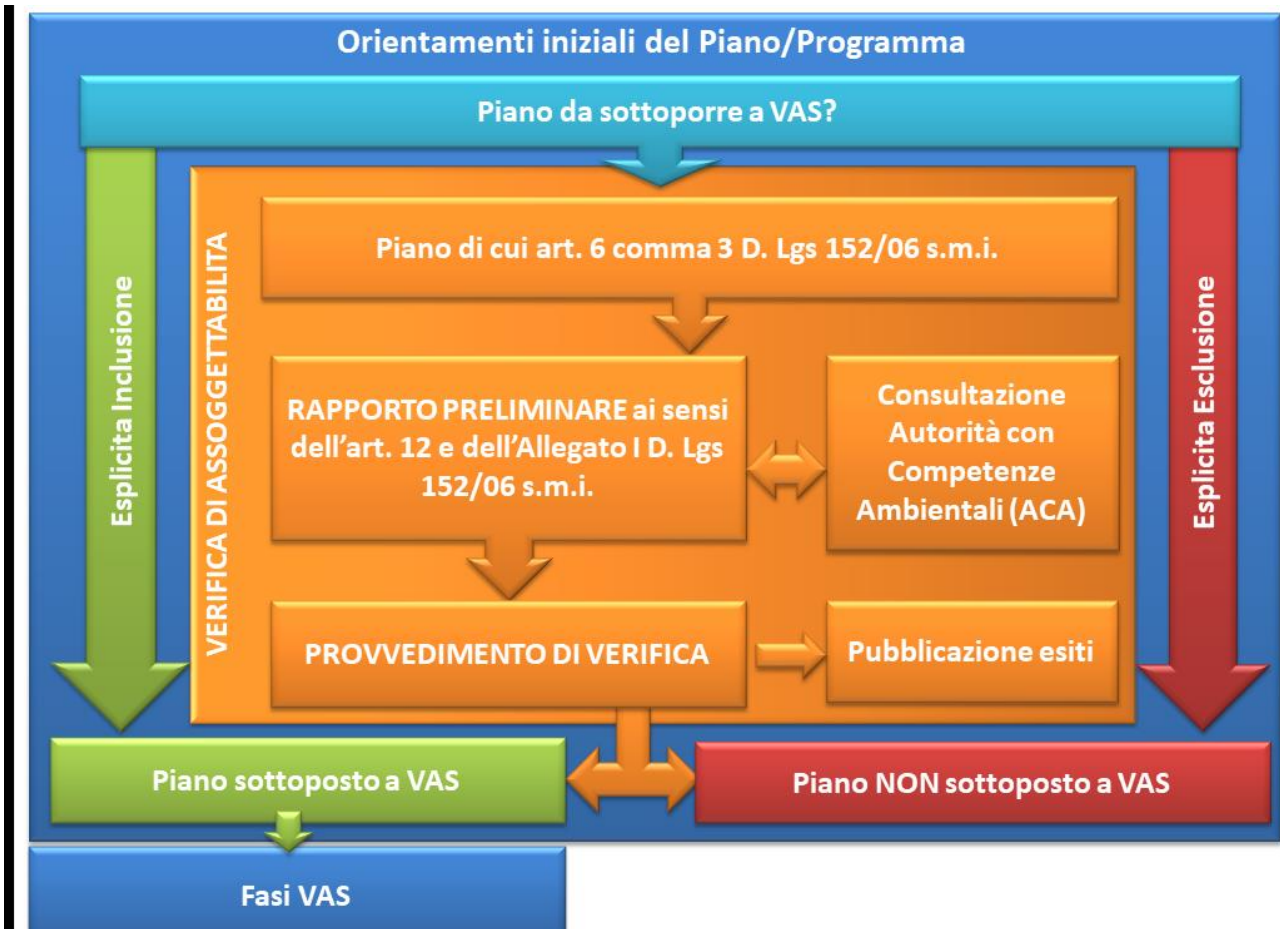 Orientamenti iniziali del Piano/Programma
Piano da sottoporre a VAS?
Esplicita Inclusione
VERIFICA DI ASSOGGETTABILITA
Piano di cui art. 6 comma 3 D. Lgs 152/06 s.m.i.
RAPPORTO PRELIMINARE ai sensi
dell'art. 12 e dell'Allegato I D. Lgs
152/06 s.m.i.
Consultazione
Autorità con
Competenze
Ambientali (ACA)
PROVVEDIMENTO DI VERIFICA
Pubblicazione esiti
Esplicita Esclusione
Piano sottoposto a VAS
Piano NON sottoposto a VAS
Fasi VAS